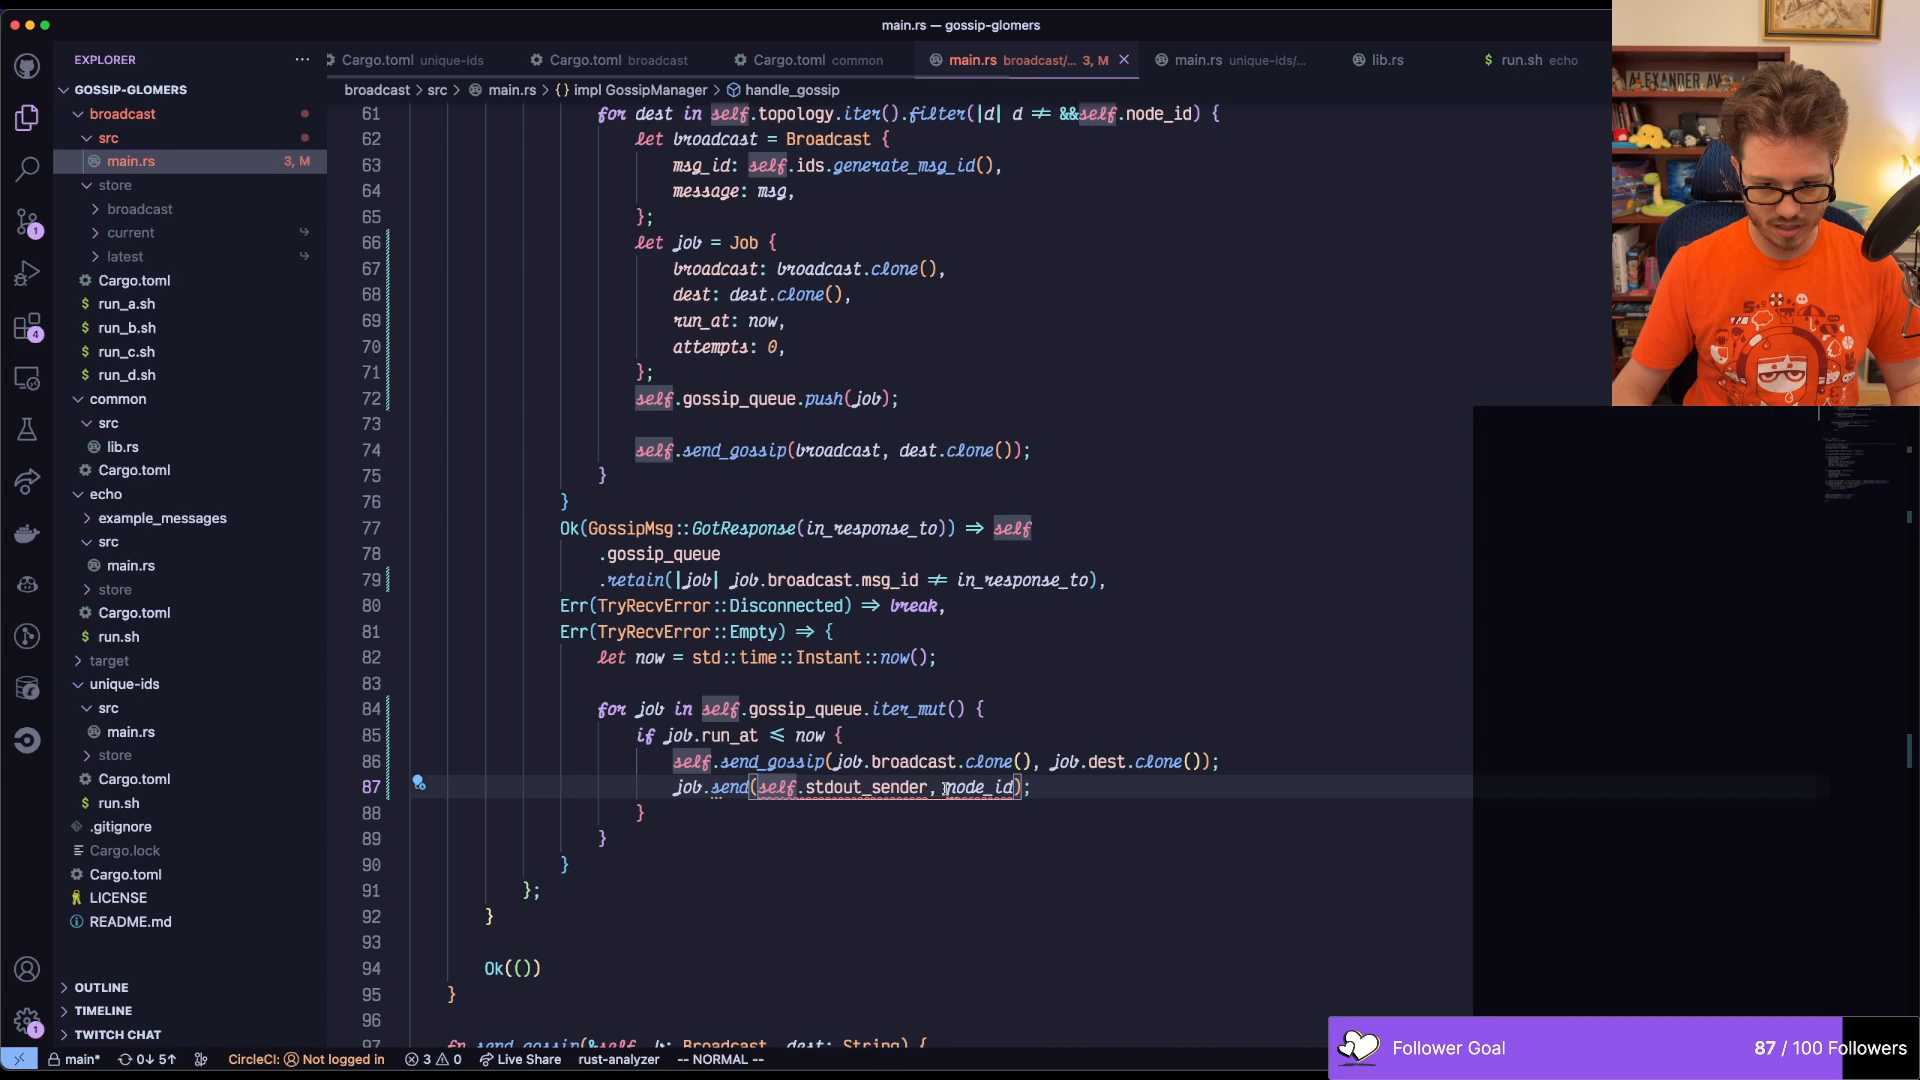 main.rs — gossip-glomers
EXPLORER
GOSSIP-GLOMERS
broadcast
src
main.rs 3, M
store
broadcast
current
latest
Cargo.toml
run_a.sh
run_b.sh
run_c.sh
run_d.sh
common
src
lib.rs
Cargo.toml
echo
example_messages
src
main.rs
store
Cargo.toml
run.sh
target
unique-ids
src
main.rs
store
Cargo.toml
run.sh
.gitignore
Cargo.lock
Cargo.toml
LICENSE
README.md
OUTLINE
TIMELINE
TWITCH CHAT
1
4
1
Cargo.toml unique-ids
Cargo.toml broadcast
Cargo.toml common
main.rs broadcast/... 3, M
main.rs unique-ids/...
lib.rs
run.sh echo
broadcast > src > main.rs > {} impl GossipManager > handle_gossip
61 for dest in self.topology.iter().filter(|d| d != &&self.node_id) {
62 let broadcast = Broadcast {
63 msg_id: self.ids.generate_msg_id(),
64 message: msg,
65 };
66 let job = Job {
67 broadcast: broadcast.clone(),
68 dest: dest.clone(),
69 run_at: now,
70 attempts: 0,
71 };
72 self.gossip_queue.push(job);
73
74 self.send_gossip(broadcast, dest.clone());
75 }
76 }
77 Ok(GossipMsg::GotResponse(in_response_to)) => self
78 .gossip_queue
79 .retain(|job| job.broadcast.msg_id != in_response_to),
80 Err(TryRecvError::Disconnected) => break,
81 Err(TryRecvError::Empty) => {
82 let now = std::time::Instant::now();
83
84 for job in self.gossip_queue.iter_mut() {
85 if job.run_at <= now {
86 self.send_gossip(job.broadcast.clone(), job.dest.clone());
87 job.send(self.stdout_sender, node_id);
88 }
89 }
90 }
91 };
92 }
93
94 Ok(())
95 }
96
97 fn send_gossip(&self, b: Broadcast, dest: String) {
main* 0↓ 5↑ CircleCI: Not logged in 3 0 Live Share rust-analyzer -- NORMAL --
ALEXANDER AV
Follower Goal 87 / 100 Followers